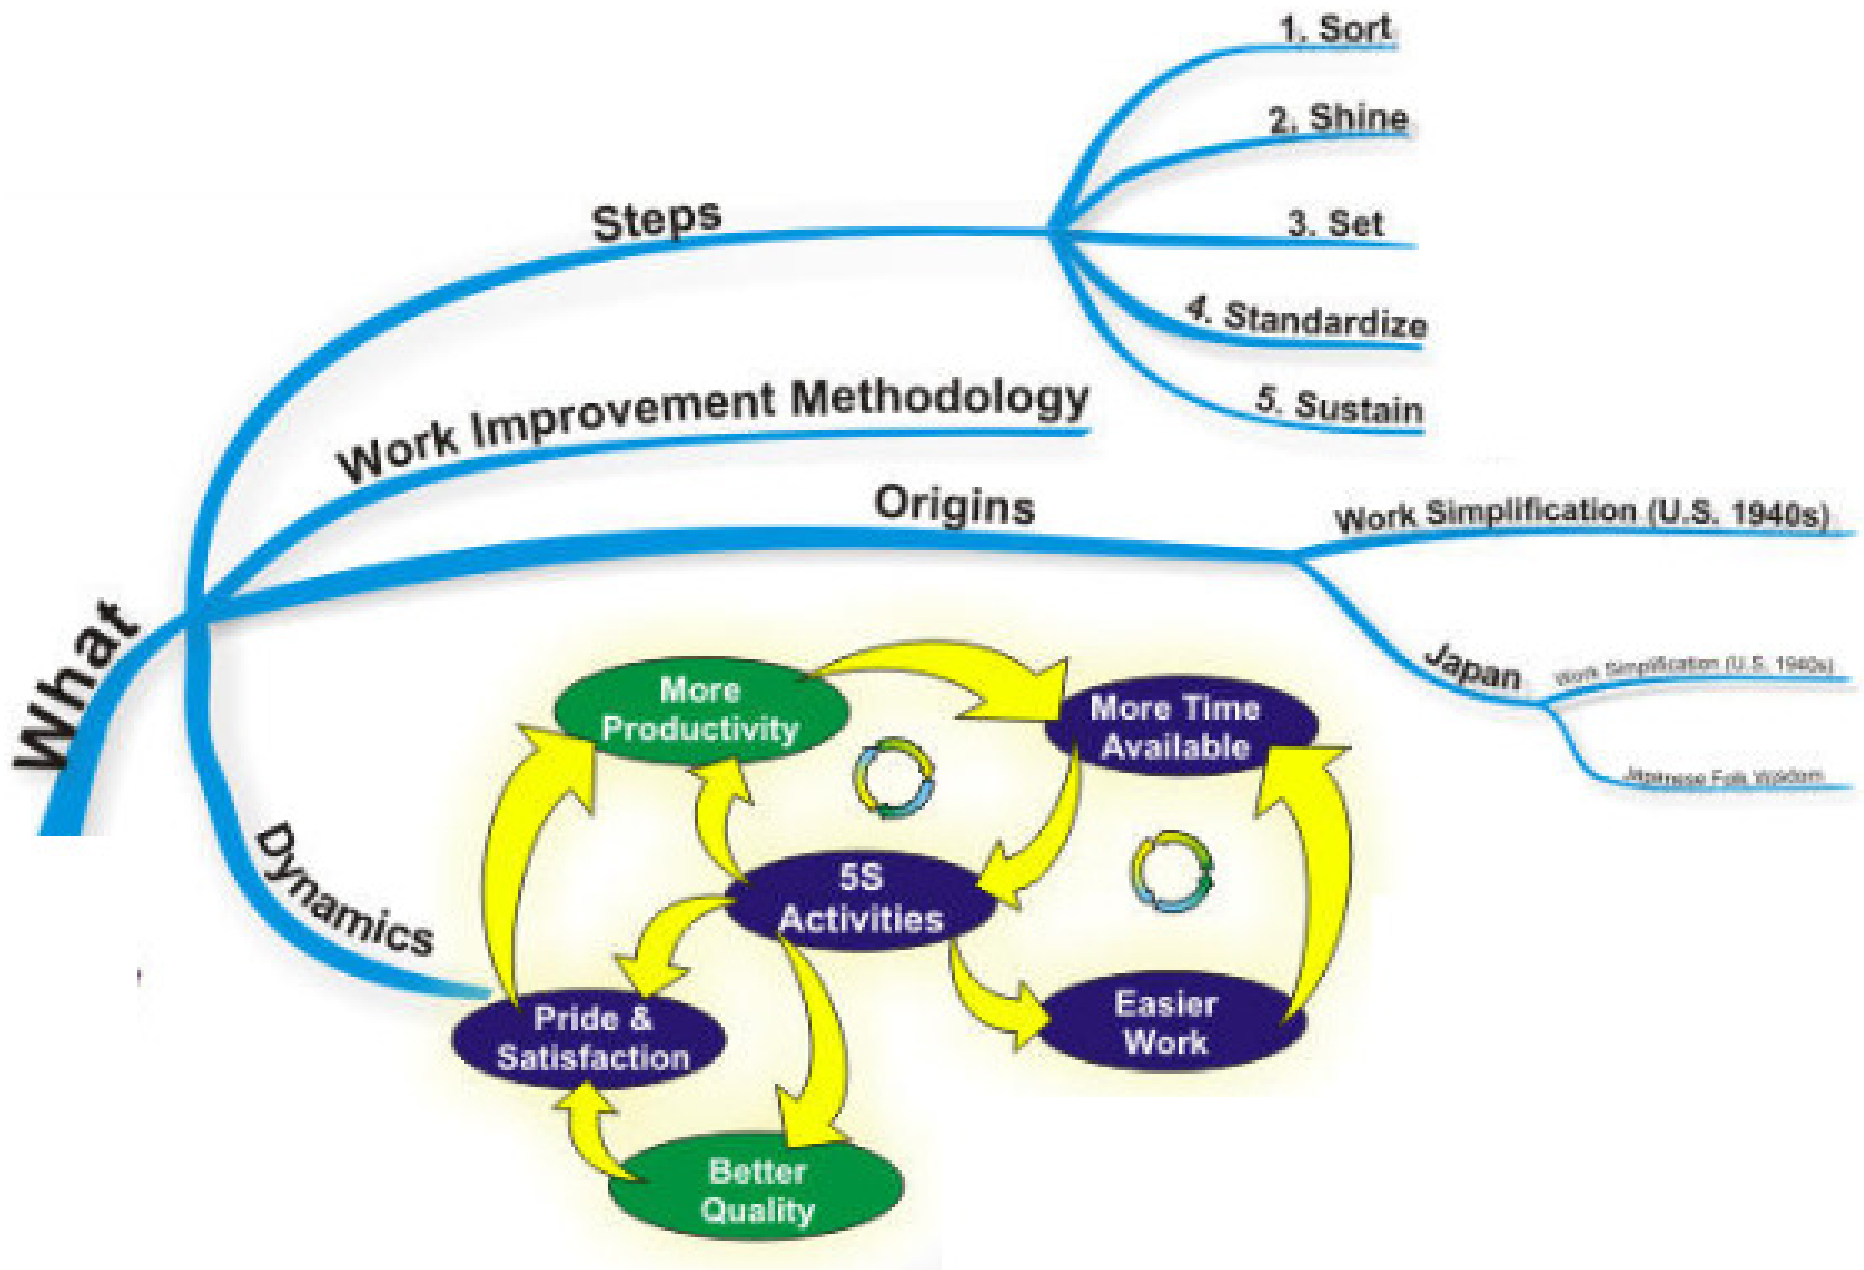 1. Sort
2. Shine
Steps
3. Set
4. Standardize
Work Improvement Methodology
5. Sustain
Origins
Work Simplification (U.S. 1940s)
What
Japan
Work Simplification (U.S. 1940s)
Japanese Folk Wisdom
Dynamics
More
Productivity
More Time
Available
5S
Activities
Pride &
Satisfaction
Easier
Work
Better
Quality